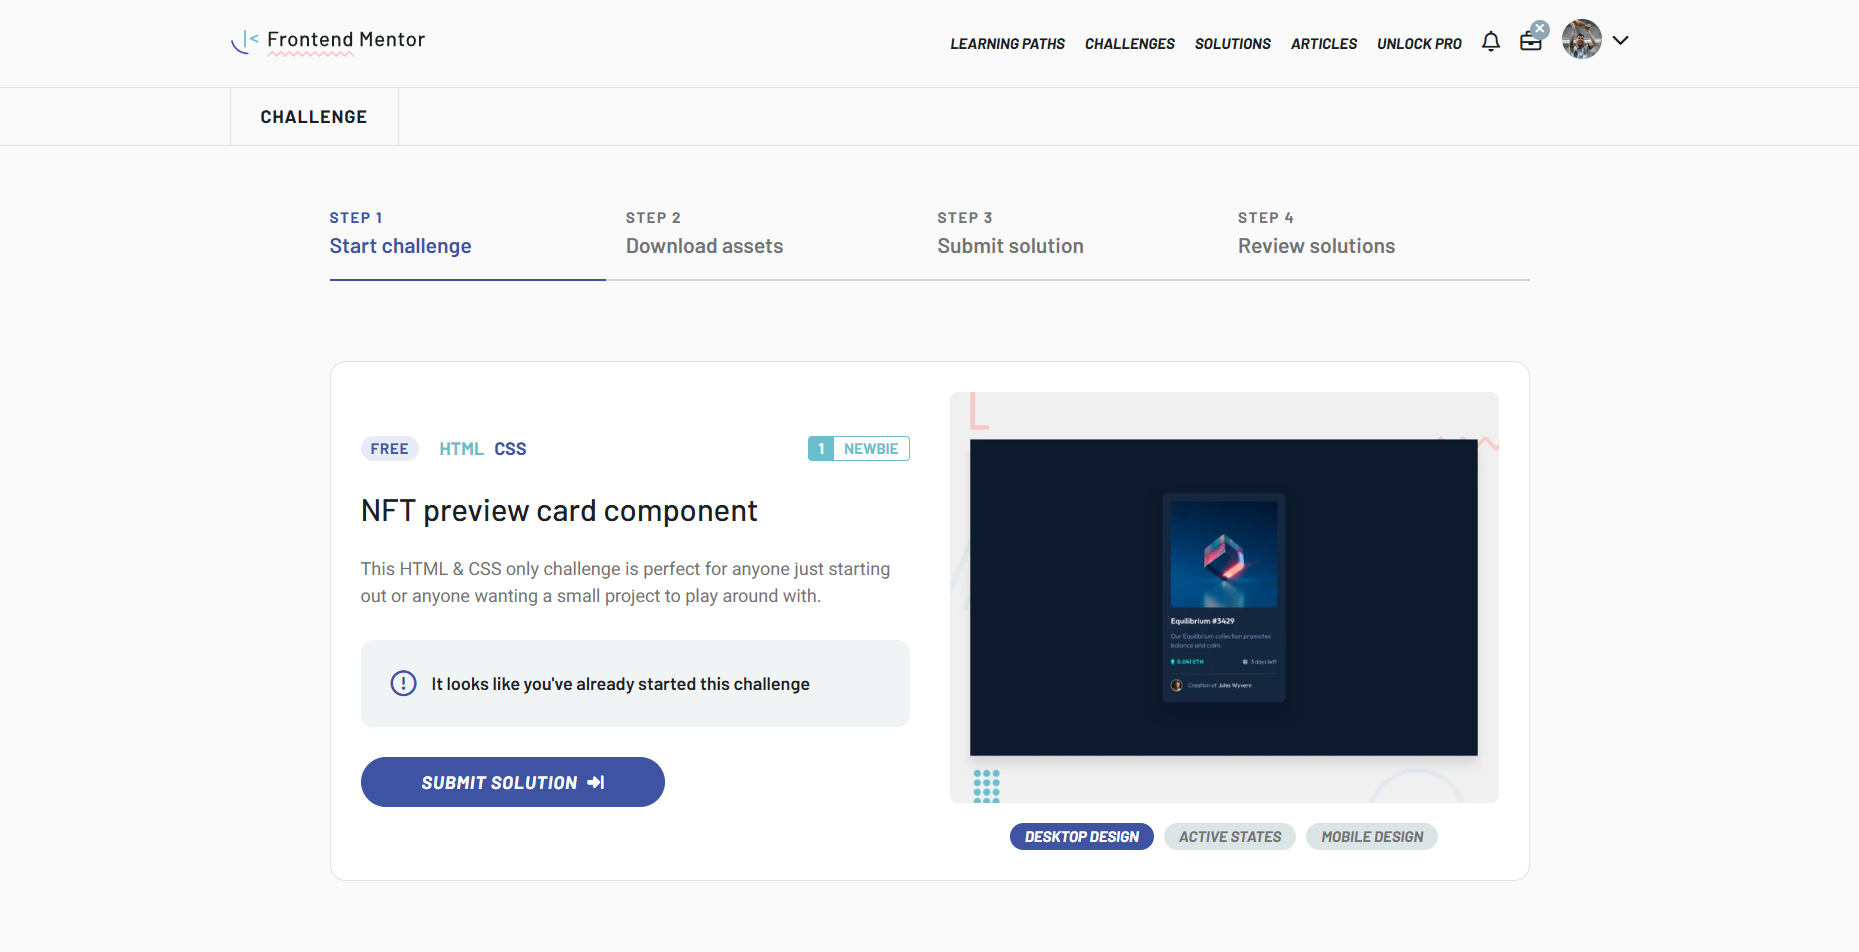 Frontend Mentor
LEARNING PATHS CHALLENGES SOLUTIONS ARTICLES UNLOCK PRO
CHALLENGE
STEP 1
Start challenge
STEP 2
Download assets
STEP 3
Submit solution
STEP 4
Review solutions
FREE HTML CSS 1 NEWBIE
NFT preview card component
This HTML & CSS only challenge is perfect for anyone just starting
out or anyone wanting a small project to play around with.
It looks like you've already started this challenge
SUBMIT SOLUTION
Equilibrium #3429
Our Equilibrium collection promotes
balance and calm.
0.041 ETH 3 days left
Creation of Jules Wyvern
DESKTOP DESIGN ACTIVE STATES MOBILE DESIGN